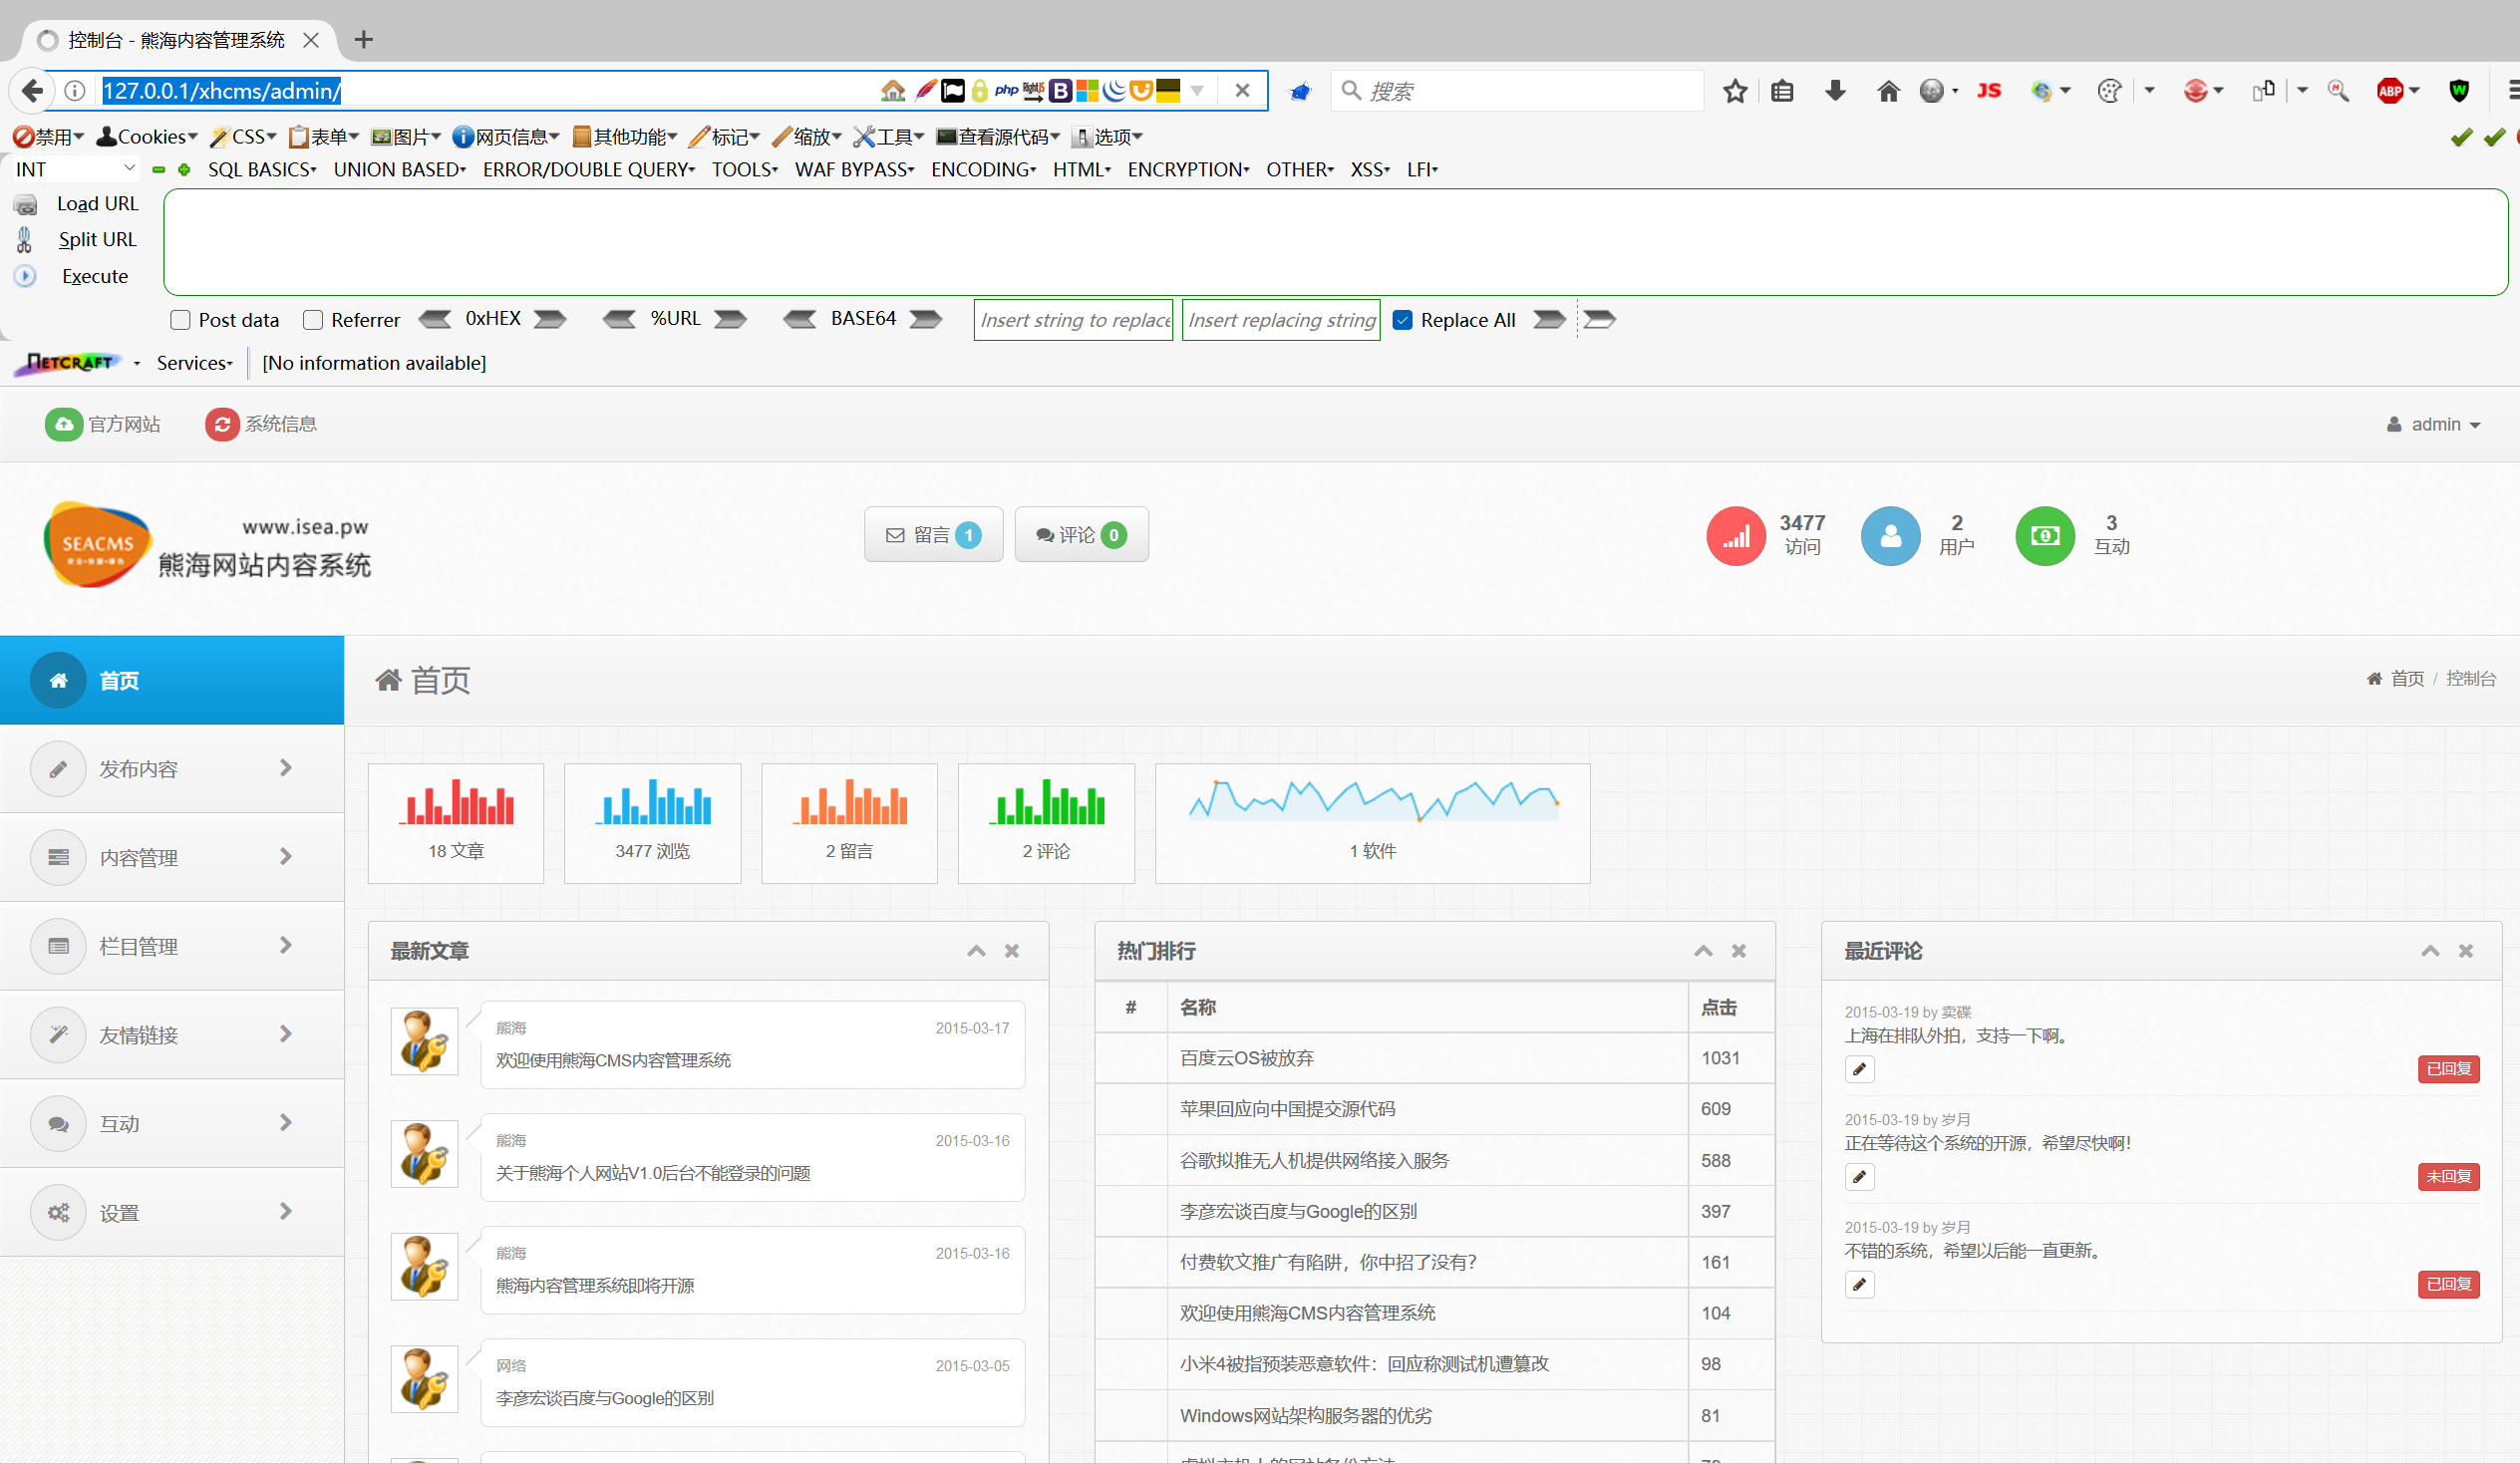 控制台 - 熊海内容管理系统
127.0.0.1/xhcms/admin/
php
搜索
JS
ABP
禁用 Cookies CSS 表单 图片 网页信息 其他功能 标记 缩放 工具 查看源代码 选项
INT SQL BASICS UNION BASED ERROR/DOUBLE QUERY TOOLS WAF BYPASS ENCODING HTML ENCRYPTION OTHER XSS LFI
Load URL
Split URL
Execute
Post data Referrer 0xHEX %URL BASE64 Insert string to replace Insert replacing string Replace All
NETCRAFT Services [No information available]
官方网站 系统信息 admin
SEACMS
www.isea.pw
熊海网站内容系统
留言 1 评论 0
3477 访问
2 用户
3 互动
首页
发布内容
内容管理
栏目管理
友情链接
互动
设置
首页
首页 / 控制台
18 文章
3477 浏览
2 留言
2 评论
1 软件
最新文章
熊海 2015-03-17
欢迎使用熊海CMS内容管理系统
熊海 2015-03-16
关于熊海个人网站V1.0后台不能登录的问题
熊海 2015-03-16
熊海内容管理系统即将开源
网络 2015-03-05
李彦宏谈百度与Google的区别
热门排行
# 名称 点击
百度云OS被放弃 1031
苹果回应向中国提交源代码 609
谷歌拟推无人机提供网络接入服务 588
李彦宏谈百度与Google的区别 397
付费软文推广有陷阱，你中招了没有？ 161
欢迎使用熊海CMS内容管理系统 104
小米4被指预装恶意软件：回应称测试机遭篡改 98
Windows网站架构服务器的优劣 81
最近评论
2015-03-19 by 卖碟
上海在排队外拍，支持一下啊。
已回复
2015-03-19 by 岁月
正在等待这个系统的开源，希望尽快啊！
未回复
2015-03-19 by 岁月
不错的系统，希望以后能一直更新。
已回复